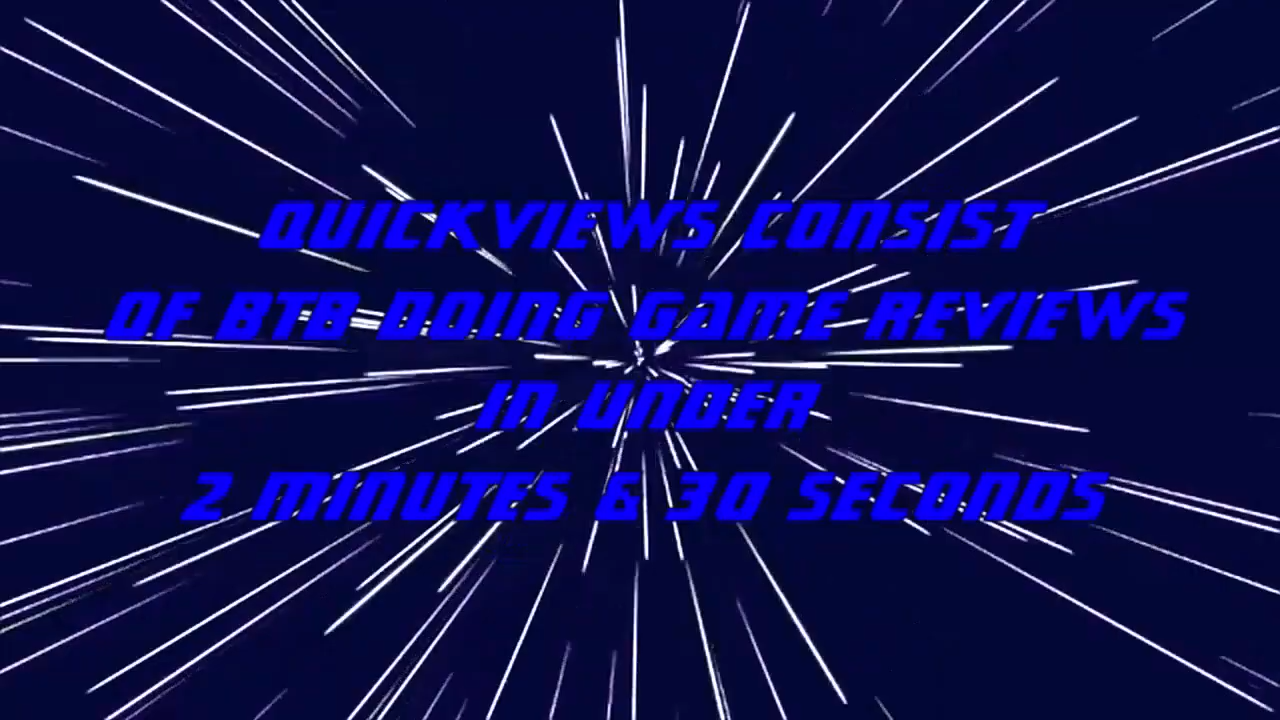 QUICKVIEWS CONSIST
OF BTB DOING GAME REVIEWS
IN UNDER
2 MINUTES & 30 SECONDS